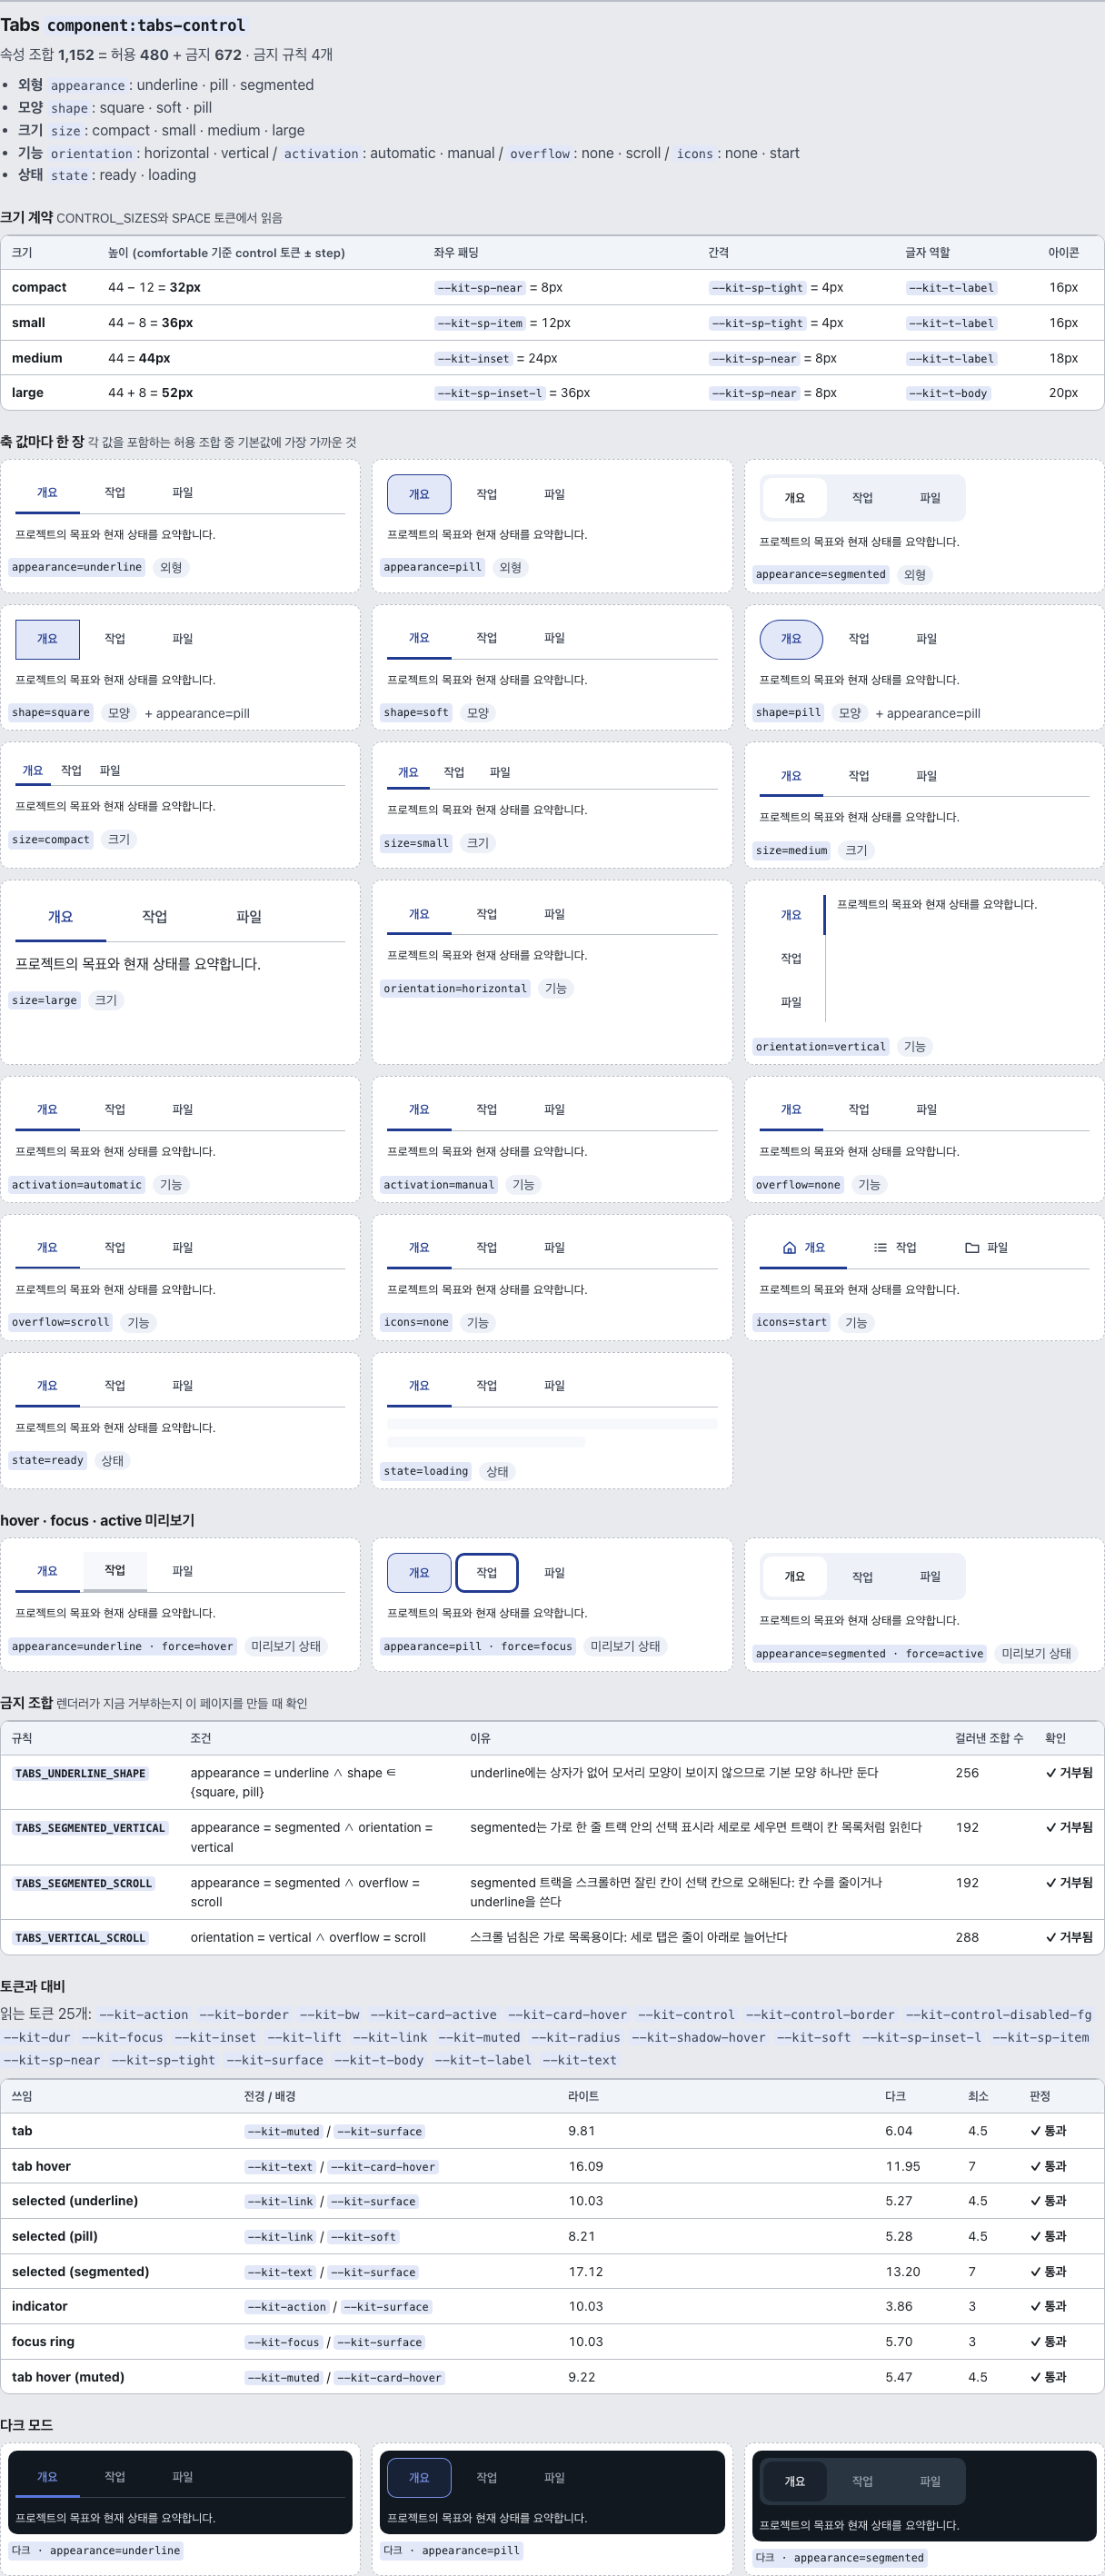 Tabs component:tabs-control
속성 조합 1,152 = 허용 480 + 금지 672 · 금지 규칙 4개
• 외형 appearance : underline · pill · segmented
• 모양 shape : square · soft · pill
• 크기 size : compact · small · medium · large
• 기능 orientation : horizontal · vertical / activation : automatic · manual / overflow : none · scroll / icons : none · start
• 상태 state : ready · loading
크기 계약 CONTROL_SIZES와 SPACE 토큰에서 읽음
크기 높이 (comfortable 기준 control 토큰 ± step) 좌우 패딩 간격 글자 역할 아이콘
compact 44 − 12 = 32px --kit-sp-near = 8px --kit-sp-tight = 4px --kit-t-label 16px
small 44 − 8 = 36px --kit-sp-item = 12px --kit-sp-tight = 4px --kit-t-label 16px
medium 44 = 44px --kit-inset = 24px --kit-sp-near = 8px --kit-t-label 18px
large 44 + 8 = 52px --kit-sp-inset-l = 36px --kit-sp-near = 8px --kit-t-body 20px
축 값마다 한 장 각 값을 포함하는 허용 조합 중 기본값에 가장 가까운 것
개요 작업 파일
프로젝트의 목표와 현재 상태를 요약합니다.
appearance=underline 외형
개요 작업 파일
프로젝트의 목표와 현재 상태를 요약합니다.
appearance=pill 외형
개요 작업 파일
프로젝트의 목표와 현재 상태를 요약합니다.
appearance=segmented 외형
개요 작업 파일
프로젝트의 목표와 현재 상태를 요약합니다.
shape=square 모양 + appearance=pill
개요 작업 파일
프로젝트의 목표와 현재 상태를 요약합니다.
shape=soft 모양
개요 작업 파일
프로젝트의 목표와 현재 상태를 요약합니다.
shape=pill 모양 + appearance=pill
개요 작업 파일
프로젝트의 목표와 현재 상태를 요약합니다.
size=compact 크기
개요 작업 파일
프로젝트의 목표와 현재 상태를 요약합니다.
size=small 크기
개요 작업 파일
프로젝트의 목표와 현재 상태를 요약합니다.
size=medium 크기
개요 작업 파일
프로젝트의 목표와 현재 상태를 요약합니다.
size=large 크기
개요 작업 파일
프로젝트의 목표와 현재 상태를 요약합니다.
orientation=horizontal 기능
개요 프로젝트의 목표와 현재 상태를 요약합니다.
작업
파일
orientation=vertical 기능
개요 작업 파일
프로젝트의 목표와 현재 상태를 요약합니다.
activation=automatic 기능
개요 작업 파일
프로젝트의 목표와 현재 상태를 요약합니다.
activation=manual 기능
개요 작업 파일
프로젝트의 목표와 현재 상태를 요약합니다.
overflow=none 기능
개요 작업 파일
프로젝트의 목표와 현재 상태를 요약합니다.
overflow=scroll 기능
개요 작업 파일
프로젝트의 목표와 현재 상태를 요약합니다.
icons=none 기능
개요 작업 파일
프로젝트의 목표와 현재 상태를 요약합니다.
icons=start 기능
개요 작업 파일
프로젝트의 목표와 현재 상태를 요약합니다.
state=ready 상태
개요 작업 파일
state=loading 상태
hover · focus · active 미리보기
개요 작업 파일
프로젝트의 목표와 현재 상태를 요약합니다.
appearance=underline · force=hover 미리보기 상태
개요 작업 파일
프로젝트의 목표와 현재 상태를 요약합니다.
appearance=pill · force=focus 미리보기 상태
개요 작업 파일
프로젝트의 목표와 현재 상태를 요약합니다.
appearance=segmented · force=active 미리보기 상태
금지 조합 렌더러가 지금 거부하는지 이 페이지를 만들 때 확인
규칙 조건 이유 걸러낸 조합 수 확인
TABS_UNDERLINE_SHAPE appearance = underline ∧ shape ∈ {square, pill} underline에는 상자가 없어 모서리 모양이 보이지 않으므로 기본 모양 하나만 둔다 256 ✓ 거부됨
TABS_SEGMENTED_VERTICAL appearance = segmented ∧ orientation = vertical segmented는 가로 한 줄 트랙 안의 선택 표시라 세로로 세우면 트랙이 칸 목록처럼 읽힌다 192 ✓ 거부됨
TABS_SEGMENTED_SCROLL appearance = segmented ∧ overflow = scroll segmented 트랙을 스크롤하면 잘린 칸이 선택 칸으로 오해된다: 칸 수를 줄이거나 underline을 쓴다 192 ✓ 거부됨
TABS_VERTICAL_SCROLL orientation = vertical ∧ overflow = scroll 스크롤 넘침은 가로 목록용이다: 세로 탭은 줄이 아래로 늘어난다 288 ✓ 거부됨
토큰과 대비
읽는 토큰 25개: --kit-action --kit-border --kit-bw --kit-card-active --kit-card-hover --kit-control --kit-control-border --kit-control-disabled-fg
--kit-dur --kit-focus --kit-inset --kit-lift --kit-link --kit-muted --kit-radius --kit-shadow-hover --kit-soft --kit-sp-inset-l --kit-sp-item
--kit-sp-near --kit-sp-tight --kit-surface --kit-t-body --kit-t-label --kit-text
쓰임 전경 / 배경 라이트 다크 최소 판정
tab --kit-muted / --kit-surface 9.81 6.04 4.5 ✓ 통과
tab hover --kit-text / --kit-card-hover 16.09 11.95 7 ✓ 통과
selected (underline) --kit-link / --kit-surface 10.03 5.27 4.5 ✓ 통과
selected (pill) --kit-link / --kit-soft 8.21 5.28 4.5 ✓ 통과
selected (segmented) --kit-text / --kit-surface 17.12 13.20 7 ✓ 통과
indicator --kit-action / --kit-surface 10.03 3.86 3 ✓ 통과
focus ring --kit-focus / --kit-surface 10.03 5.70 3 ✓ 통과
tab hover (muted) --kit-muted / --kit-card-hover 9.22 5.47 4.5 ✓ 통과
다크 모드
개요 작업 파일
프로젝트의 목표와 현재 상태를 요약합니다.
다크 · appearance=underline
개요 작업 파일
프로젝트의 목표와 현재 상태를 요약합니다.
다크 · appearance=pill
개요 작업 파일
프로젝트의 목표와 현재 상태를 요약합니다.
다크 · appearance=segmented